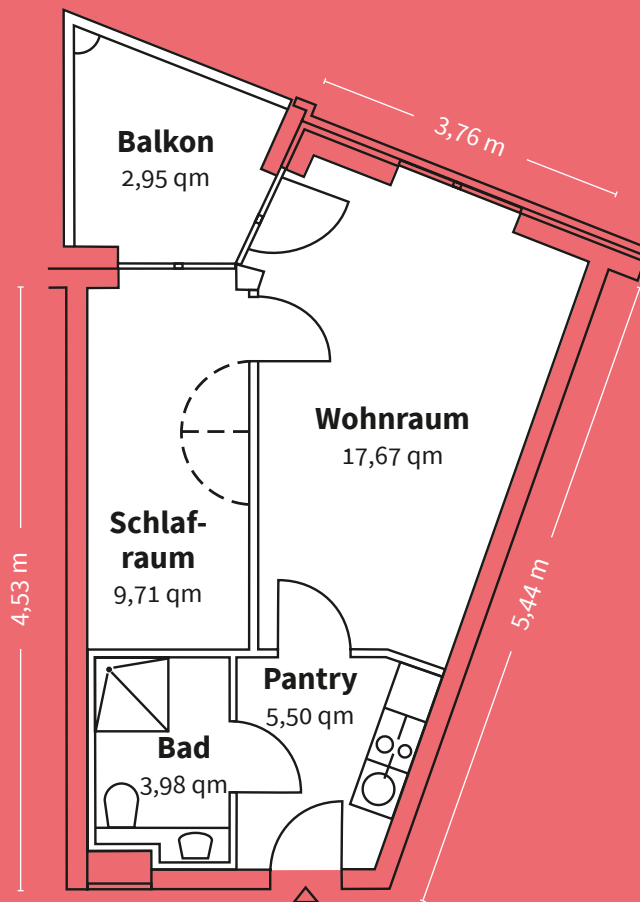 Balkon
2,95 qm
3,76 m
Wohnraum
17,67 qm
Schlaf-
raum
9,71 qm
4,53 m
5,44 m
Pantry
5,50 qm
Bad
3,98 qm